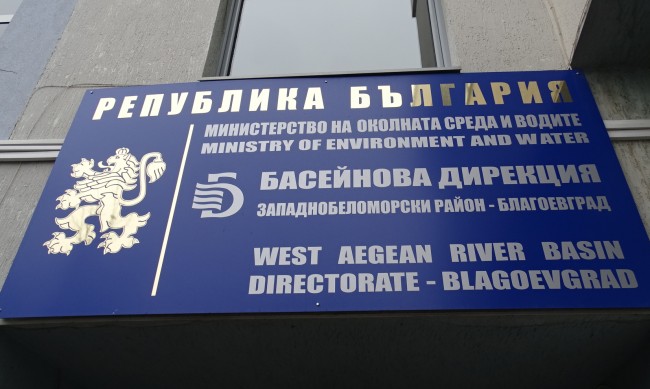 РЕПУБЛИКА БЪЛГАРИЯ
МИНИСТЕРСТВО НА ОКОЛНАТА СРЕДА И ВОДИТЕ
MINISTRY OF ENVIRONMENT AND WATER
БАСЕЙНОВА ДИРЕКЦИЯ
ЗАПАДНОБЕЛОМОРСКИ РАЙОН - БЛАГОЕВГРАД
WEST AEGEAN RIVER BASIN
DIRECTORATE - BLAGOEVGRAD